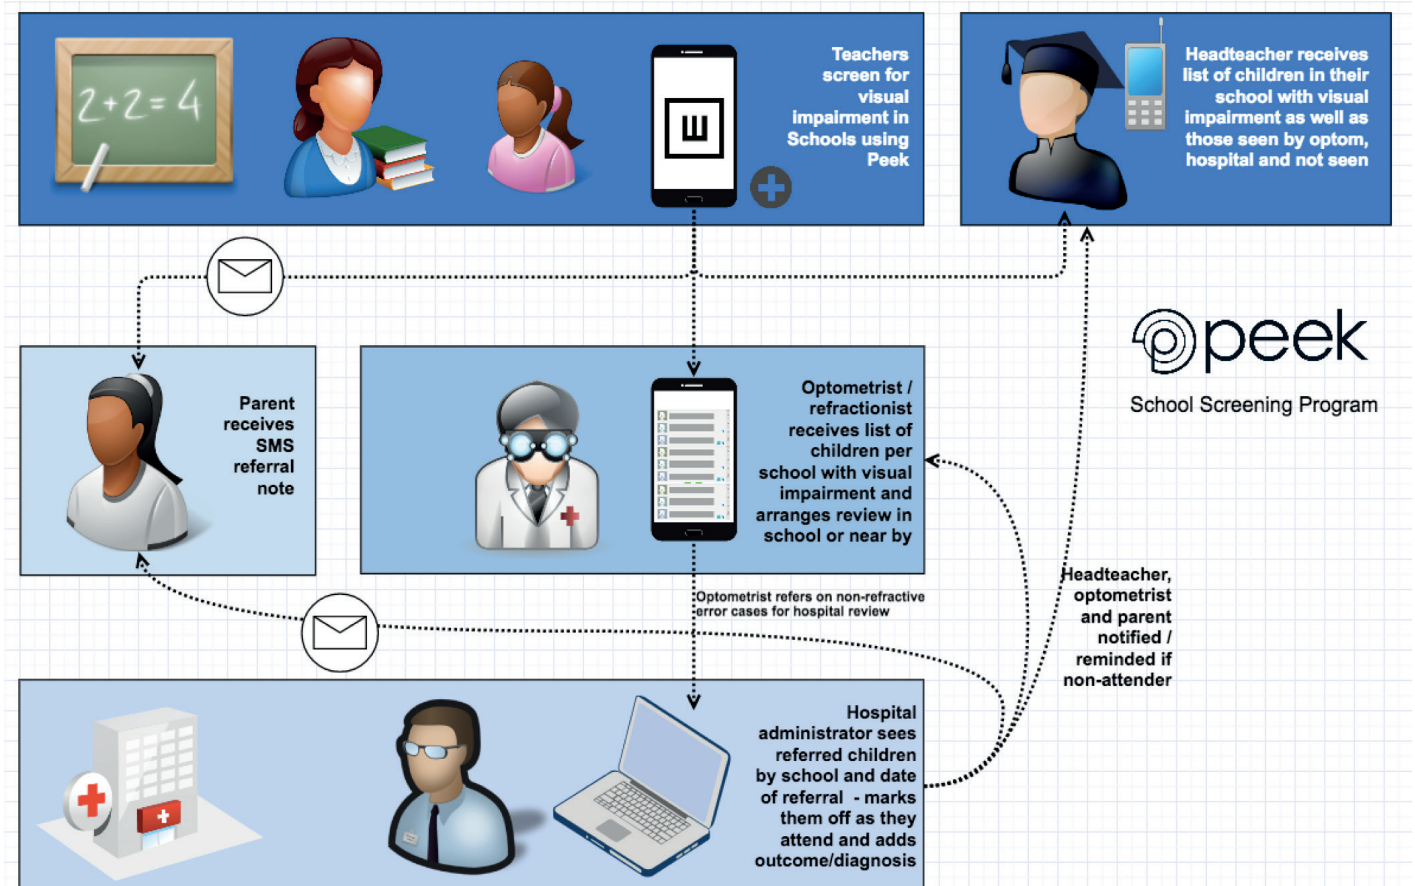 2+2=4
Teachers
screen for
visual
impairment in
Schools using
Peek
Headteacher receives
list of children in their
school with visual
impairment as well as
those seen by optom,
hospital and not seen
peek
School Screening Program
Parent
receives
SMS
referral
note
Optometrist /
refractionist
receives list of
children per
school with visual
impairment and
arranges review in
school or near by
Optometrist refers on non-refractive
error cases for hospital review
Headteacher,
optometrist
and parent
notified /
reminded if
non-attender
Hospital
administrator sees
referred children
by school and date
of referral - marks
them off as they
attend and adds
outcome/diagnosis